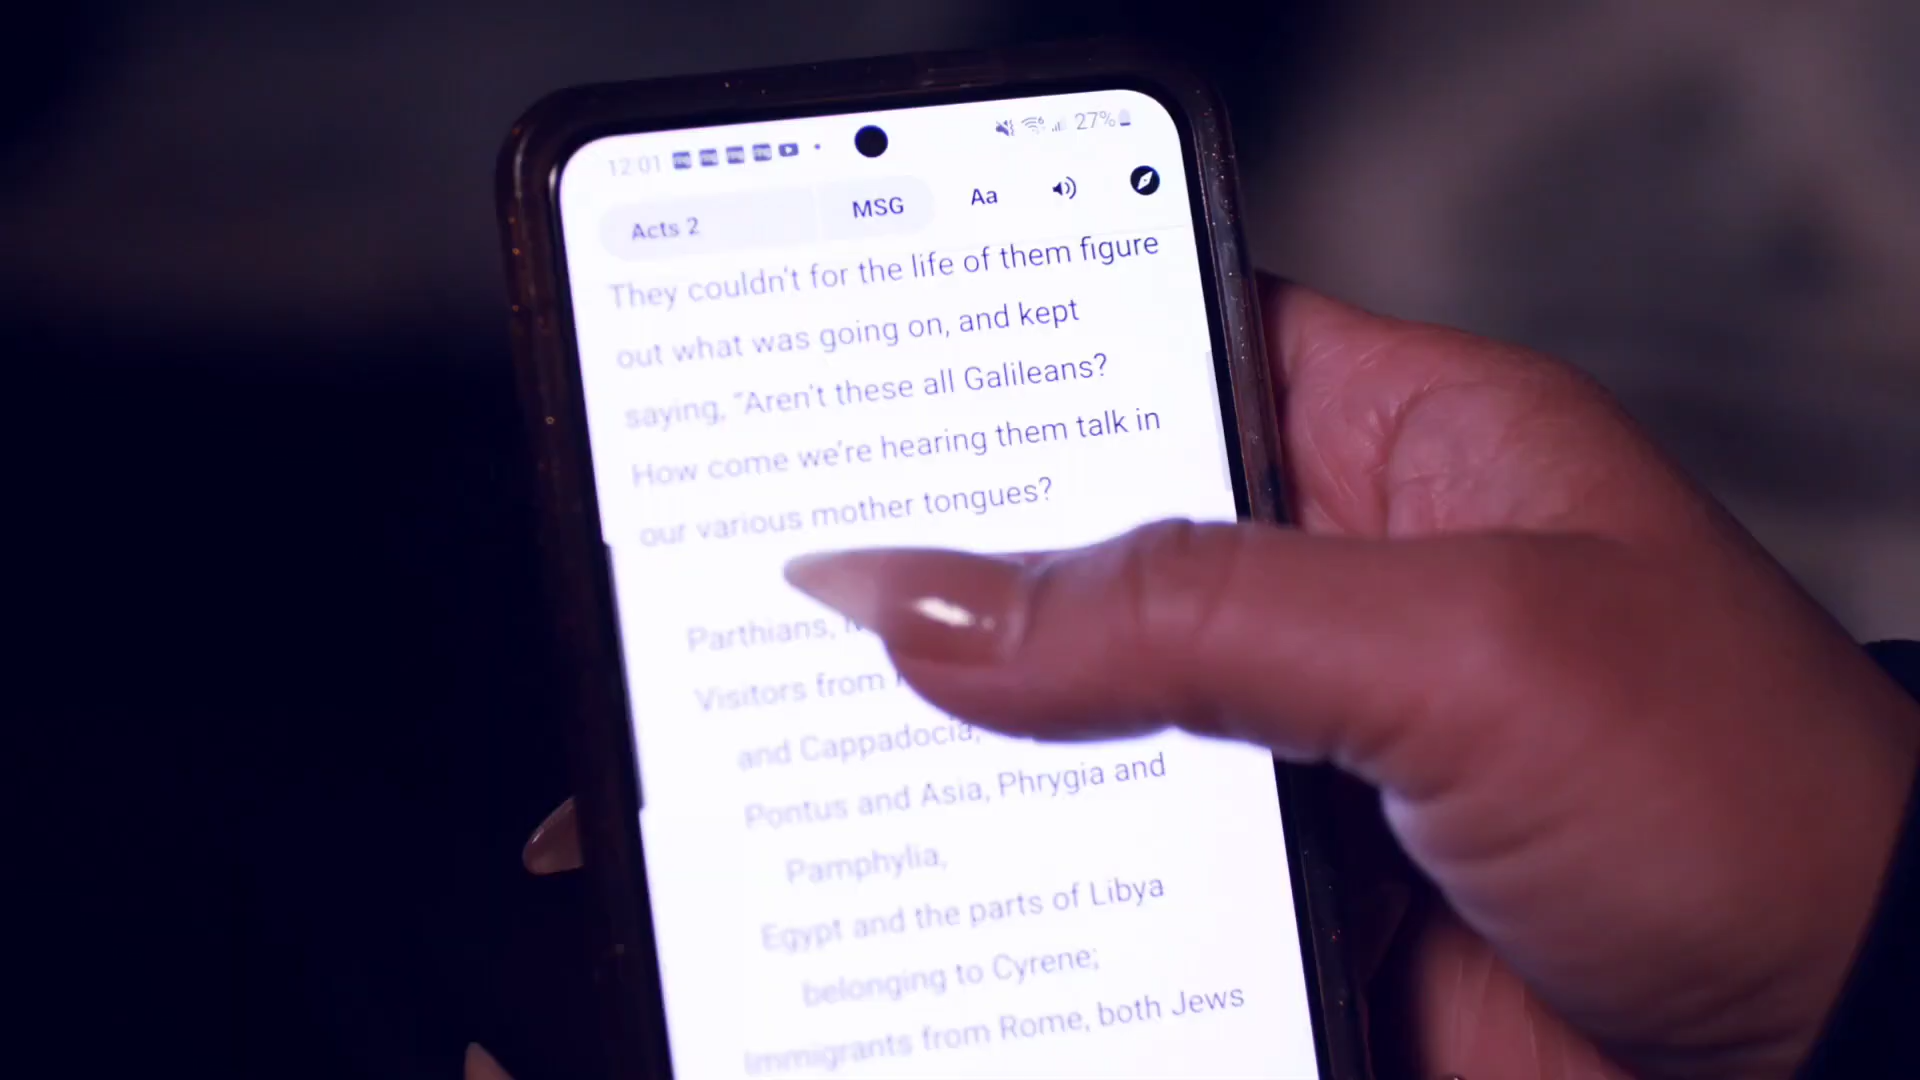 12:01 27%
Acts 2 MSG Aa
They couldn't for the life of them figure
out what was going on, and kept
saying, "Aren't these all Galileans?
How come we're hearing them talk in
our various mother tongues?
Parthians,
Visitors from
and Cappadocia,
Pontus and Asia, Phrygia and
Pamphylia,
Egypt and the parts of Libya
belonging to Cyrene;
Immigrants from Rome, both Jews